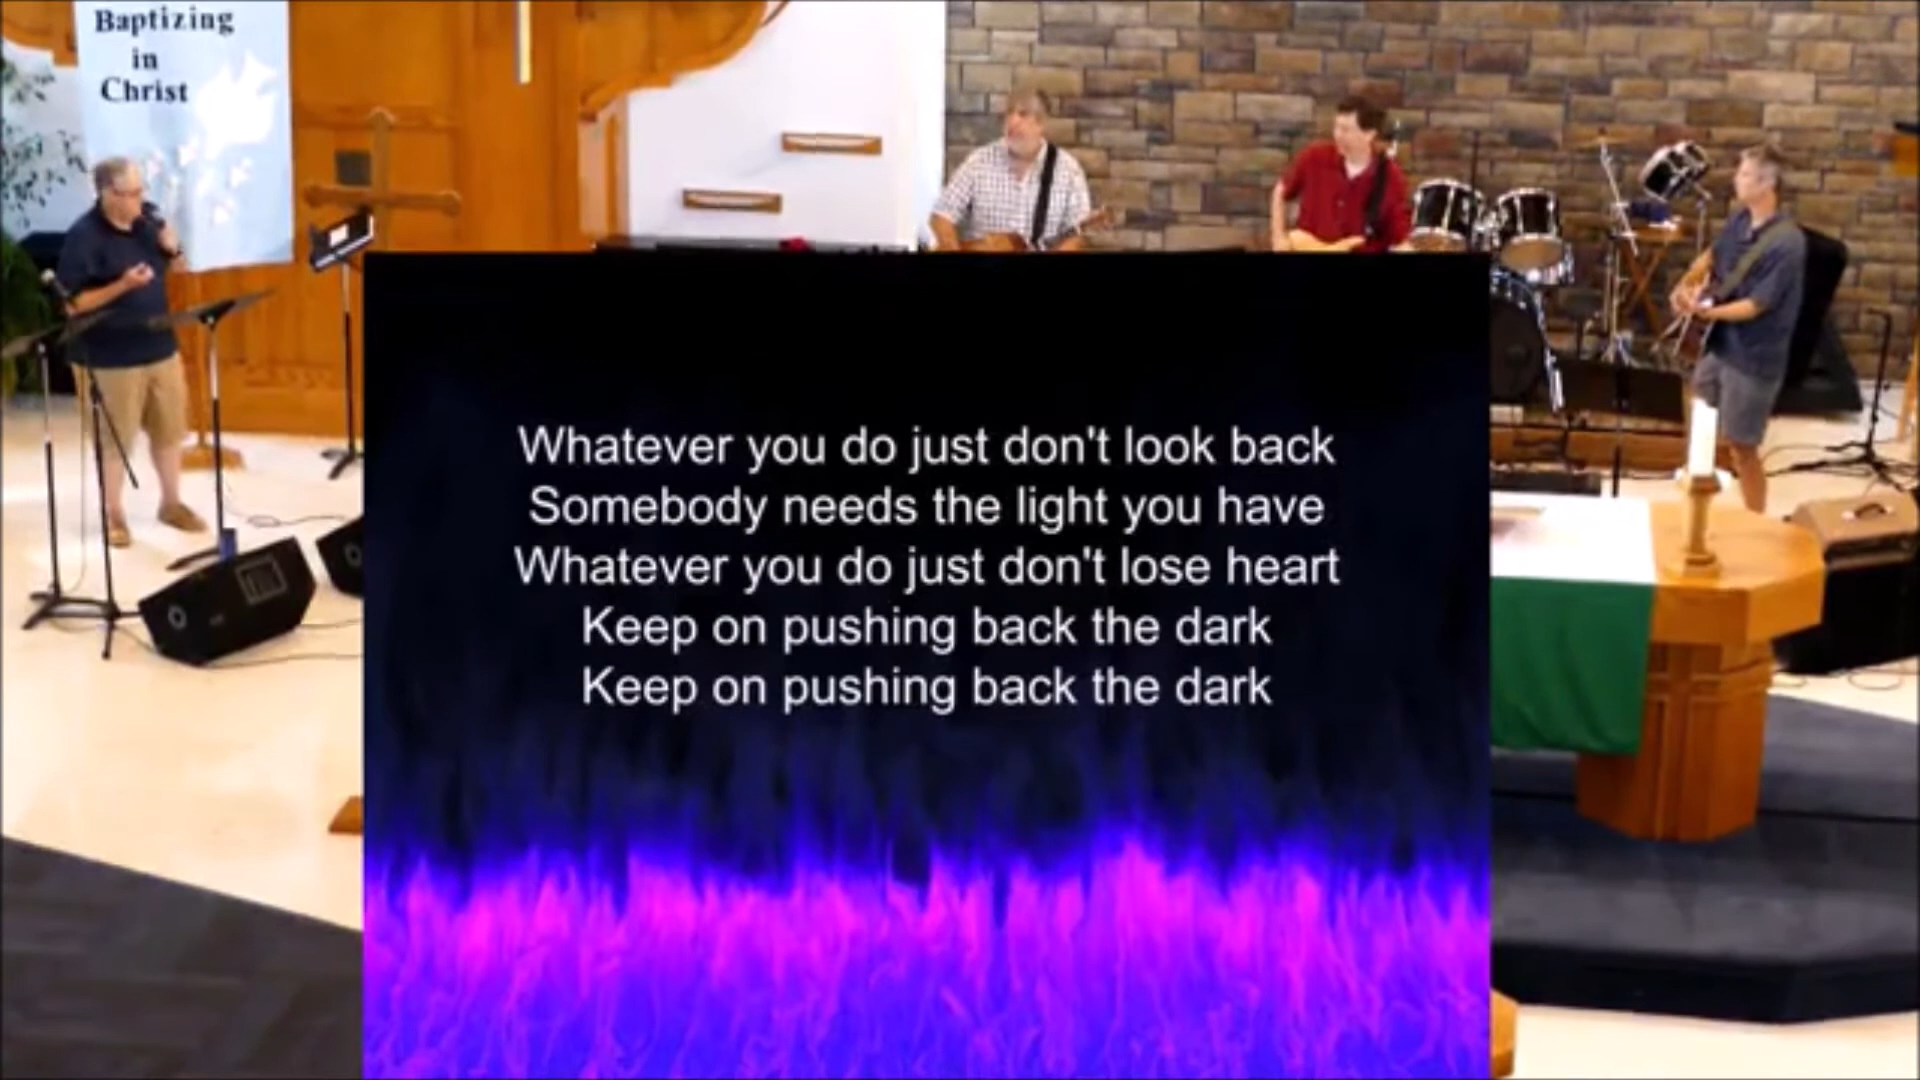 Baptizing
in
Christ
Whatever you do just don't look back
Somebody needs the light you have
Whatever you do just don't lose heart
Keep on pushing back the dark
Keep on pushing back the dark